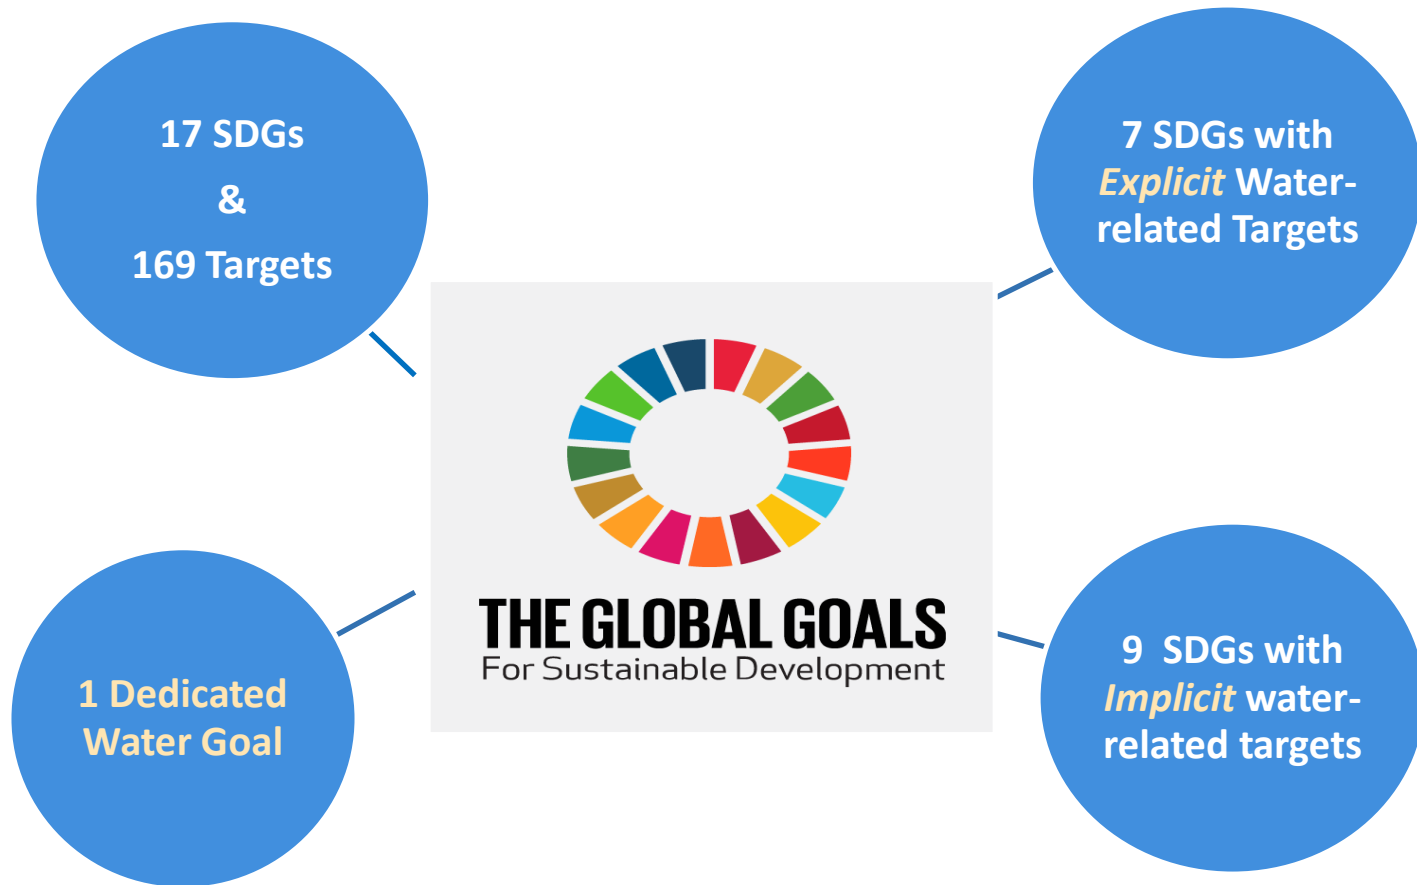 17 SDGs
&
169 Targets
7 SDGs with
Explicit Water-
related Targets
THE GLOBAL GOALS
For Sustainable Development
1 Dedicated
Water Goal
9 SDGs with
Implicit water-
related targets